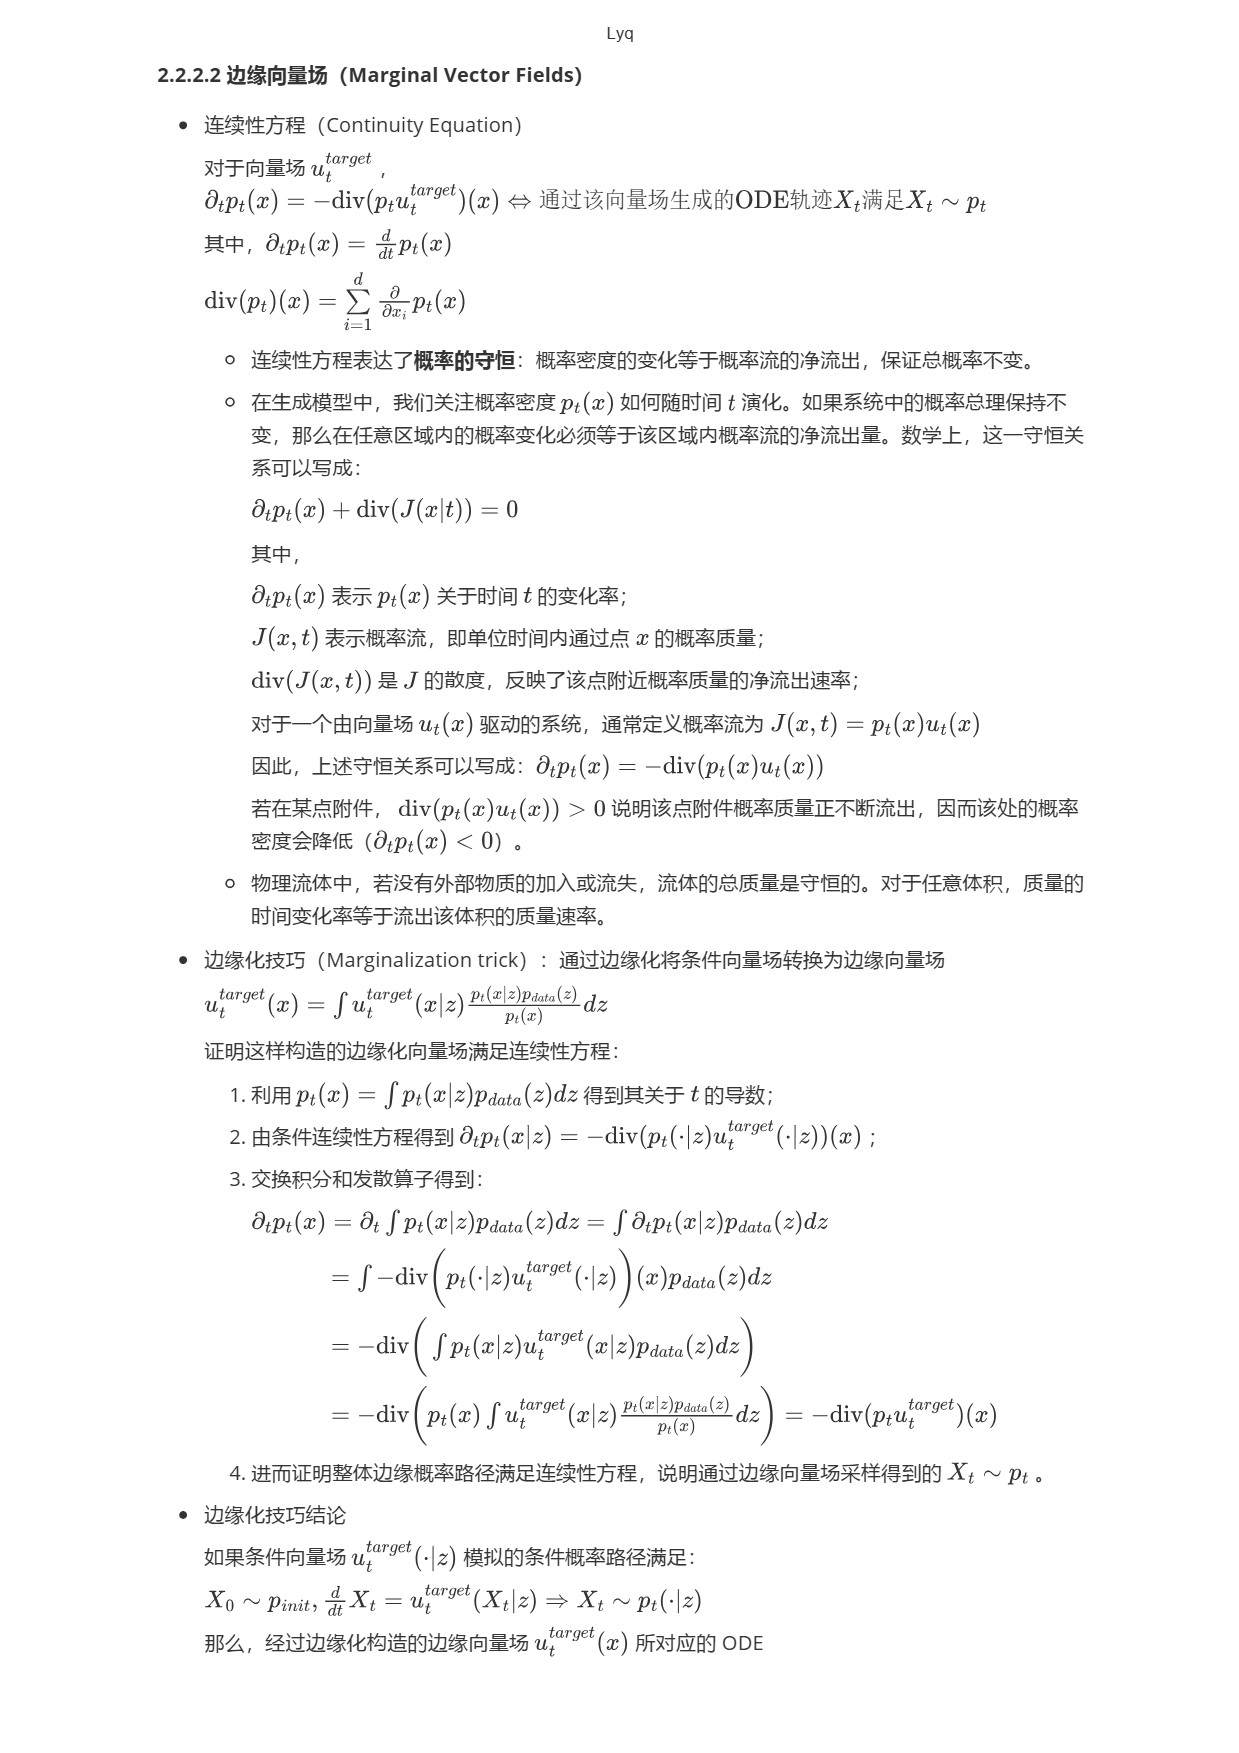 Lyq
2.2.2.2 边缘向量场（Marginal Vector Fields）
• 连续性方程（Continuity Equation）
对于向量场 $u_t^{target}$，
$\partial_t p_t(x) = -\mathrm{div}(p_t u_t^{target})(x) \Leftrightarrow$ 通过该向量场生成的ODE轨迹$X_t$满足$X_t \sim p_t$
其中，$\partial_t p_t(x) = \frac{d}{dt} p_t(x)$
$\mathrm{div}(p_t)(x) = \sum_{i=1}^{d} \frac{\partial}{\partial x_i} p_t(x)$
◦ 连续性方程表达了概率的守恒：概率密度的变化等于概率流的净流出，保证总概率不变。
◦ 在生成模型中，我们关注概率密度 $p_t(x)$ 如何随时间 $t$ 演化。如果系统中的概率总理保持不
变，那么在任意区域内的概率变化必须等于该区域内概率流的净流出量。数学上，这一守恒关
系可以写成：
$\partial_t p_t(x) + \mathrm{div}(J(x|t)) = 0$
其中，
$\partial_t p_t(x)$ 表示 $p_t(x)$ 关于时间 $t$ 的变化率；
$J(x,t)$ 表示概率流，即单位时间内通过点 $x$ 的概率质量；
$\mathrm{div}(J(x,t))$ 是 $J$ 的散度，反映了该点附近概率质量的净流出速率；
对于一个由向量场 $u_t(x)$ 驱动的系统，通常定义概率流为 $J(x,t) = p_t(x)u_t(x)$
因此，上述守恒关系可以写成：$\partial_t p_t(x) = -\mathrm{div}(p_t(x)u_t(x))$
若在某点附件， $\mathrm{div}(p_t(x)u_t(x)) > 0$ 说明该点附件概率质量正不断流出，因而该处的概率
密度会降低（$\partial_t p_t(x) < 0$）。
◦ 物理流体中，若没有外部物质的加入或流失，流体的总质量是守恒的。对于任意体积，质量的
时间变化率等于流出该体积的质量速率。
• 边缘化技巧（Marginalization trick）：通过边缘化将条件向量场转换为边缘向量场
$u_t^{target}(x) = \int u_t^{target}(x|z) \frac{p_t(x|z)p_{data}(z)}{p_t(x)} dz$
证明这样构造的边缘化向量场满足连续性方程：
1. 利用 $p_t(x) = \int p_t(x|z)p_{data}(z)dz$ 得到其关于 $t$ 的导数；
2. 由条件连续性方程得到 $\partial_t p_t(x|z) = -\mathrm{div}(p_t(\cdot|z)u_t^{target}(\cdot|z))(x)$；
3. 交换积分和发散算子得到：
$\partial_t p_t(x) = \partial_t \int p_t(x|z)p_{data}(z)dz = \int \partial_t p_t(x|z)p_{data}(z)dz$
$= \int -\mathrm{div}\left(p_t(\cdot|z)u_t^{target}(\cdot|z)\right)(x)p_{data}(z)dz$
$= -\mathrm{div}\left(\int p_t(x|z)u_t^{target}(x|z)p_{data}(z)dz\right)$
$= -\mathrm{div}\left(p_t(x) \int u_t^{target}(x|z) \frac{p_t(x|z)p_{data}(z)}{p_t(x)} dz\right) = -\mathrm{div}(p_t u_t^{target})(x)$
4. 进而证明整体边缘概率路径满足连续性方程，说明通过边缘向量场采样得到的 $X_t \sim p_t$ 。
• 边缘化技巧结论
如果条件向量场 $u_t^{target}(\cdot|z)$ 模拟的条件概率路径满足：
$X_0 \sim p_{init}, \frac{d}{dt} X_t = u_t^{target}(X_t|z) \Rightarrow X_t \sim p_t(\cdot|z)$
那么，经过边缘化构造的边缘向量场 $u_t^{target}(x)$ 所对应的 ODE